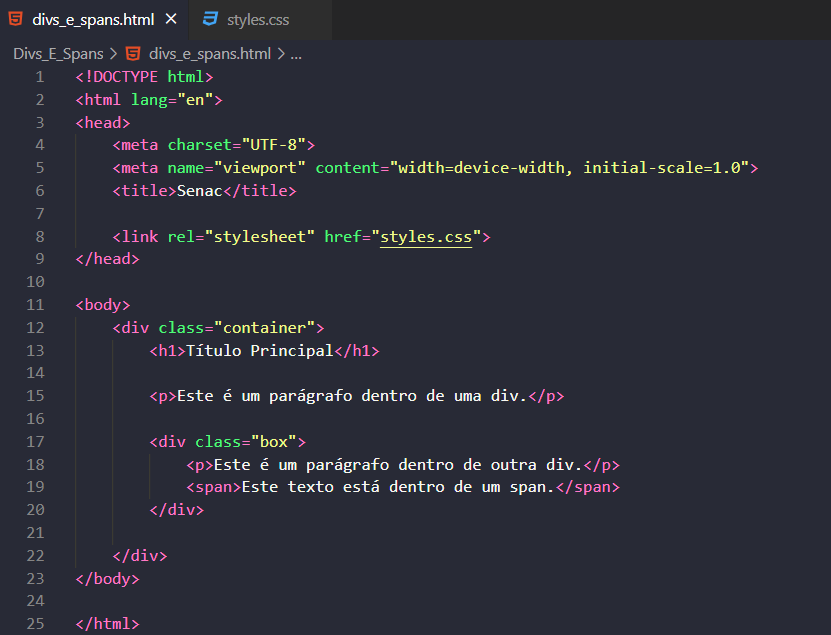 divs_e_spans.html × styles.css
Divs_E_Spans > divs_e_spans.html > ...
1 <!DOCTYPE html>
2 <html lang="en">
3 <head>
4     <meta charset="UTF-8">
5     <meta name="viewport" content="width=device-width, initial-scale=1.0">
6     <title>Senac</title>
7
8     <link rel="stylesheet" href="styles.css">
9 </head>
10
11 <body>
12     <div class="container">
13         <h1>Título Principal</h1>
14
15         <p>Este é um parágrafo dentro de uma div.</p>
16
17         <div class="box">
18             <p>Este é um parágrafo dentro de outra div.</p>
19             <span>Este texto está dentro de um span.</span>
20         </div>
21
22     </div>
23 </body>
24
25 </html>